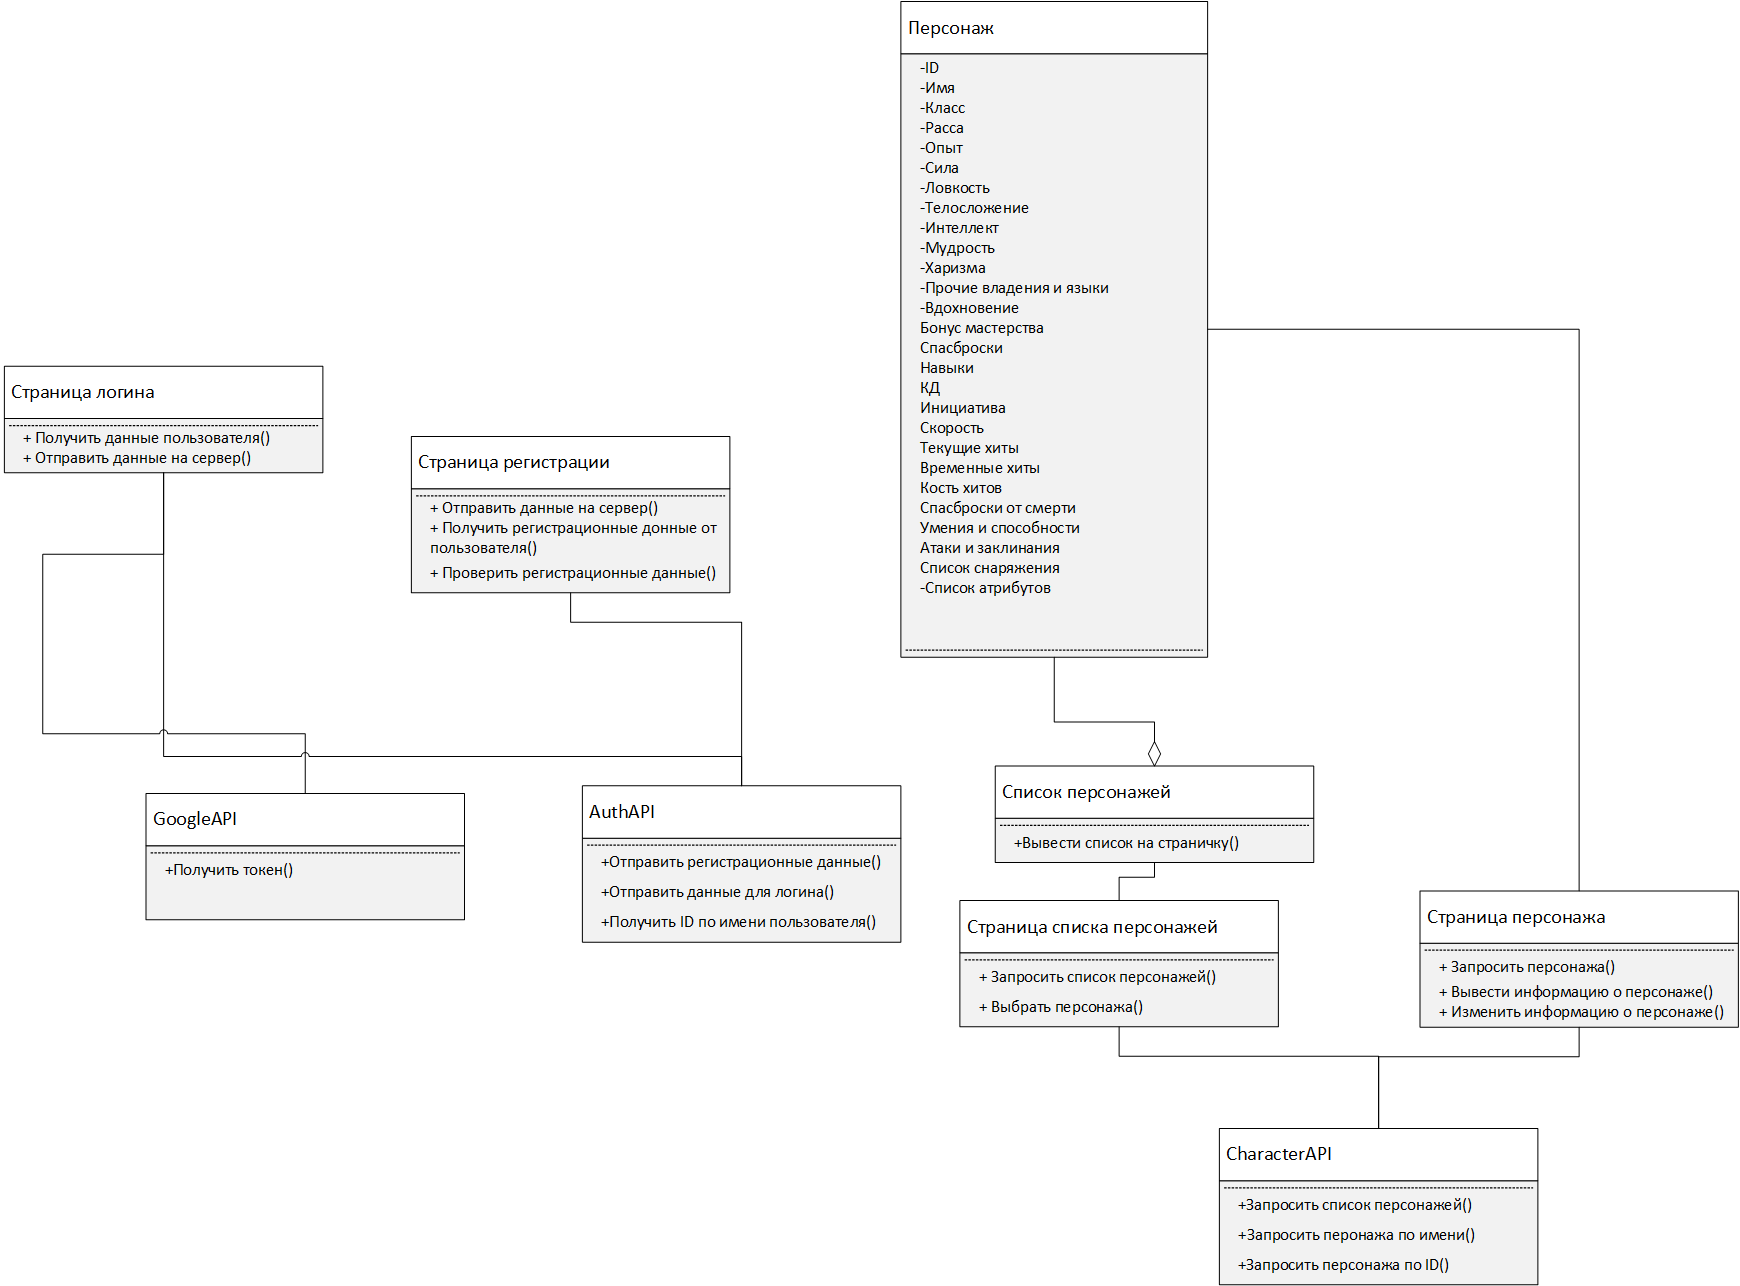 Персонаж
-ID
-Имя
-Класс
-Расса
-Опыт
-Сила
-Ловкость
-Телосложение
-Интеллект
-Мудрость
-Харизма
-Прочие владения и языки
-Вдохновение
Бонус мастерства
Спасброски
Навыки
КД
Инициатива
Скорость
Текущие хиты
Временные хиты
Кость хитов
Спасброски от смерти
Умения и способности
Атаки и заклинания
Список снаряжения
-Список атрибутов
Страница логина
+ Получить данные пользователя()
+ Отправить данные на сервер()
Страница регистрации
+ Отправить данные на сервер()
+ Получить регистрационные донные от
пользователя()
+ Проверить регистрационные данные()
GoogleAPI
+Получить токен()
AuthAPI
+Отправить регистрационные данные()
+Отправить данные для логина()
+Получить ID по имени пользователя()
Список персонажей
+Вывести список на страничку()
Страница списка персонажей
+ Запросить список персонажей()
+ Выбрать персонажа()
Страница персонажа
+ Запросить персонажа()
+ Вывести информацию о персонаже()
+ Изменить информацию о персонаже()
CharacterAPI
+Запросить список персонажей()
+Запросить перонажа по имени()
+Запросить персонажа по ID()